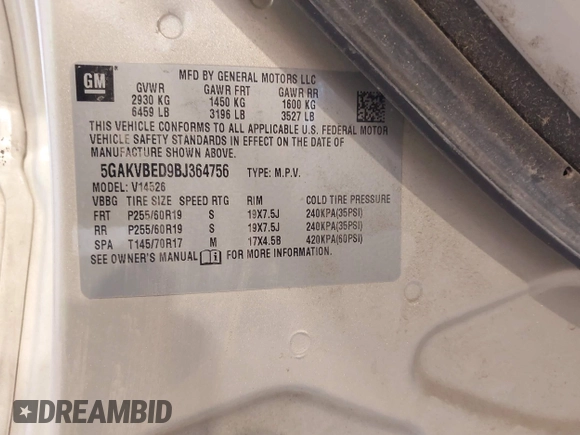 GM
MFD BY GENERAL MOTORS LLC
GVWR GAWR FRT GAWR RR
2930 KG 1450 KG 1600 KG
6459 LB 3196 LB 3527 LB
THIS VEHICLE CONFORMS TO ALL APPLICABLE U.S. FEDERAL MOTOR
VEHICLE SAFETY STANDARDS IN EFFECT ON THE DATE OF
MANUFACTURE SHOWN ABOVE.
5GAKVBED9BJ364756 TYPE: M.P.V.
MODEL: V14526
VBBG TIRE SIZE SPEED RTG RIM COLD TIRE PRESSURE
FRT P255/60R19 S 19X7.5J 240KPA(35PSI)
RR P255/60R19 S 19X7.5J 240KPA(35PSI)
SPA T145/70R17 M 17X4.5B 420KPA(60PSI)
SEE OWNER'S MANUAL FOR MORE INFORMATION.
DREAMBID